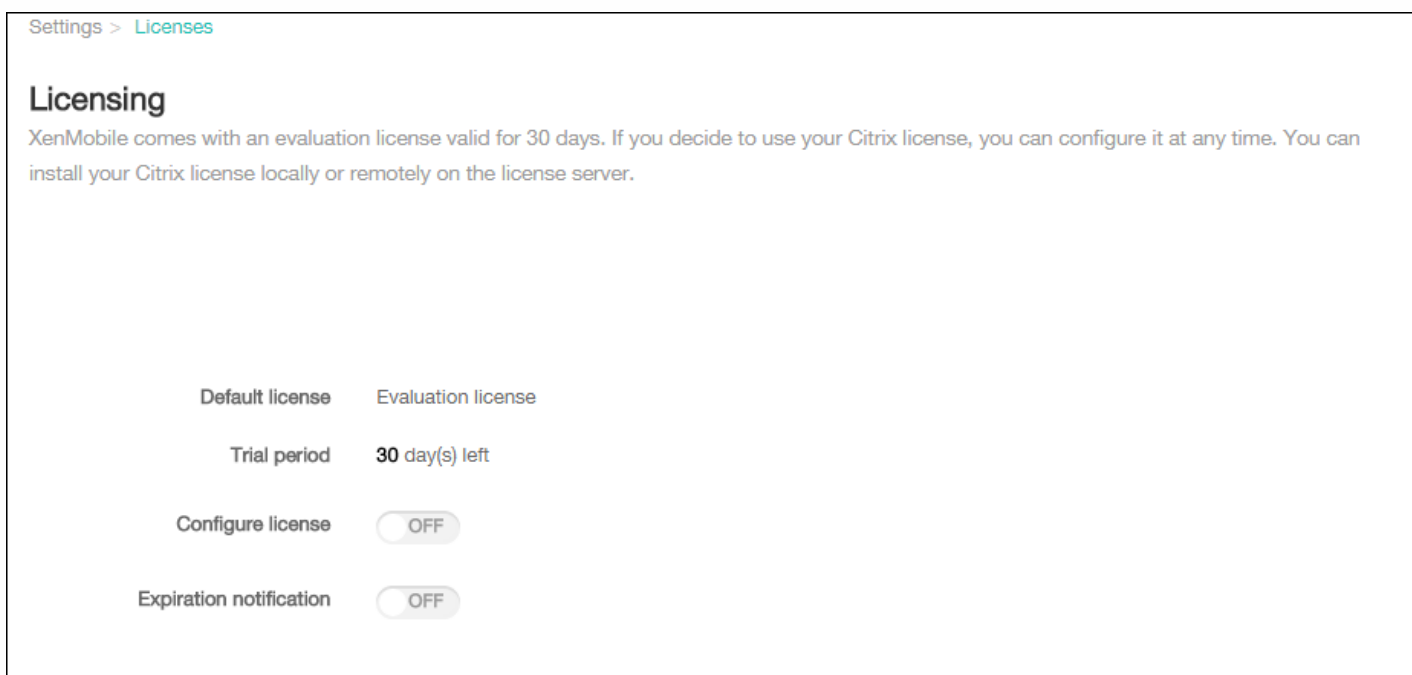 Settings > Licenses
Licensing
XenMobile comes with an evaluation license valid for 30 days. If you decide to use your Citrix license, you can configure it at any time. You can
install your Citrix license locally or remotely on the license server.
Default license Evaluation license
Trial period 30 day(s) left
Configure license OFF
Expiration notification OFF